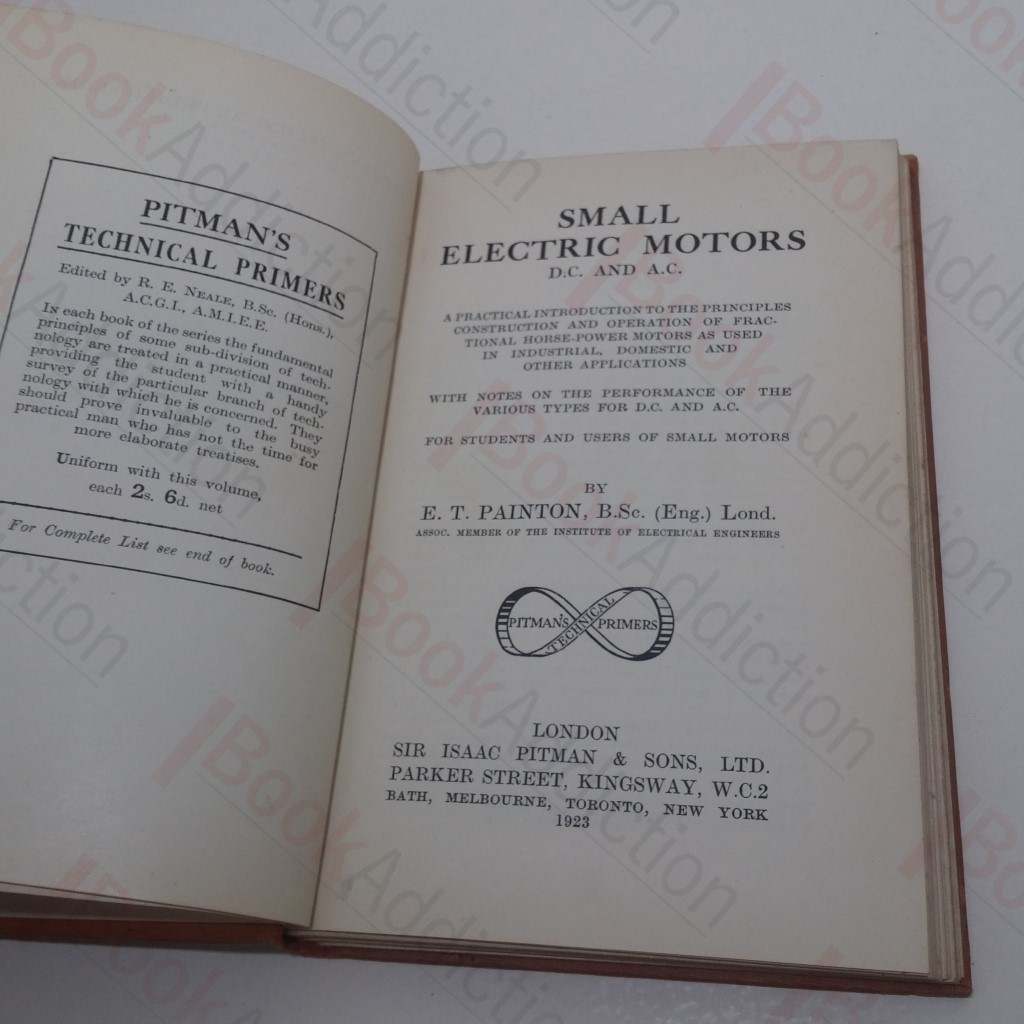 PITMAN'S
TECHNICAL PRIMERS
Edited by R. E. NEALE, B.Sc. (Hons.),
A.C.G.I., A.M.I.E.E.
In each book of the series the fundamental
principles of some sub-division of tech-
nology are treated in a practical manner,
providing the student with a handy
survey of the particular branch of tech-
nology with which he is concerned. They
should prove invaluable to the busy
practical man who has not the time for
more elaborate treatises.
Uniform with this volume,
each 2s. 6d. net
For Complete List see end of book.
SMALL
ELECTRIC MOTORS
D.C. AND A.C.
A PRACTICAL INTRODUCTION TO THE PRINCIPLES
CONSTRUCTION AND OPERATION OF FRAC-
TIONAL HORSE-POWER MOTORS AS USED
IN INDUSTRIAL, DOMESTIC AND
OTHER APPLICATIONS
WITH NOTES ON THE PERFORMANCE OF THE
VARIOUS TYPES FOR D.C. AND A.C.
FOR STUDENTS AND USERS OF SMALL MOTORS
BY
E. T. PAINTON, B.Sc. (Eng.) Lond.
ASSOC. MEMBER OF THE INSTITUTE OF ELECTRICAL ENGINEERS
PITMAN'S TECHNICAL PRIMERS
LONDON
SIR ISAAC PITMAN & SONS, LTD.
PARKER STREET, KINGSWAY, W.C.2
BATH, MELBOURNE, TORONTO, NEW YORK
1923
BookAddiction